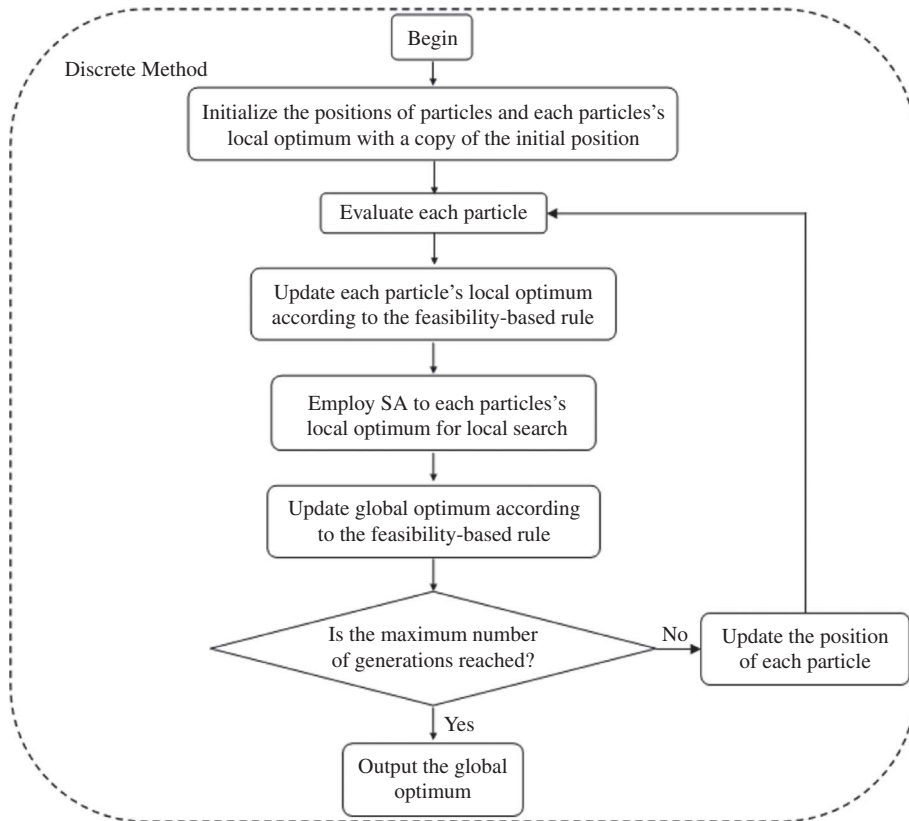 Begin
Discrete Method
Initialize the positions of particles and each particles's
local optimum with a copy of the initial position
Evaluate each particle
Update each particle's local optimum
according to the feasibility-based rule
Employ SA to each particles's
local optimum for local search
Update global optimum according
to the feasibility-based rule
Is the maximum number
of generations reached?
No
Update the position
of each particle
Yes
Output the global
optimum